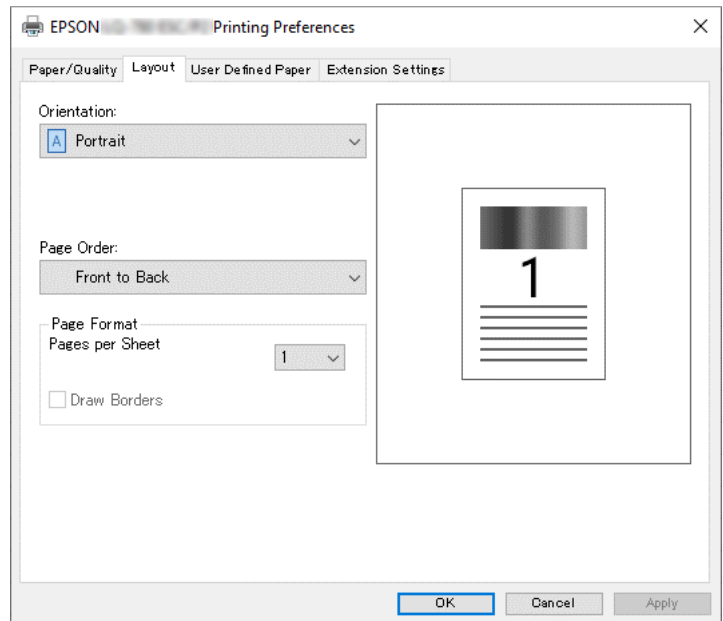 EPSON Printing Preferences
Paper/Quality Layout User Defined Paper Extension Settings
Orientation:
A Portrait
Page Order:
Front to Back
1
Page Format
Pages per Sheet
1
Draw Borders
OK Cancel Apply